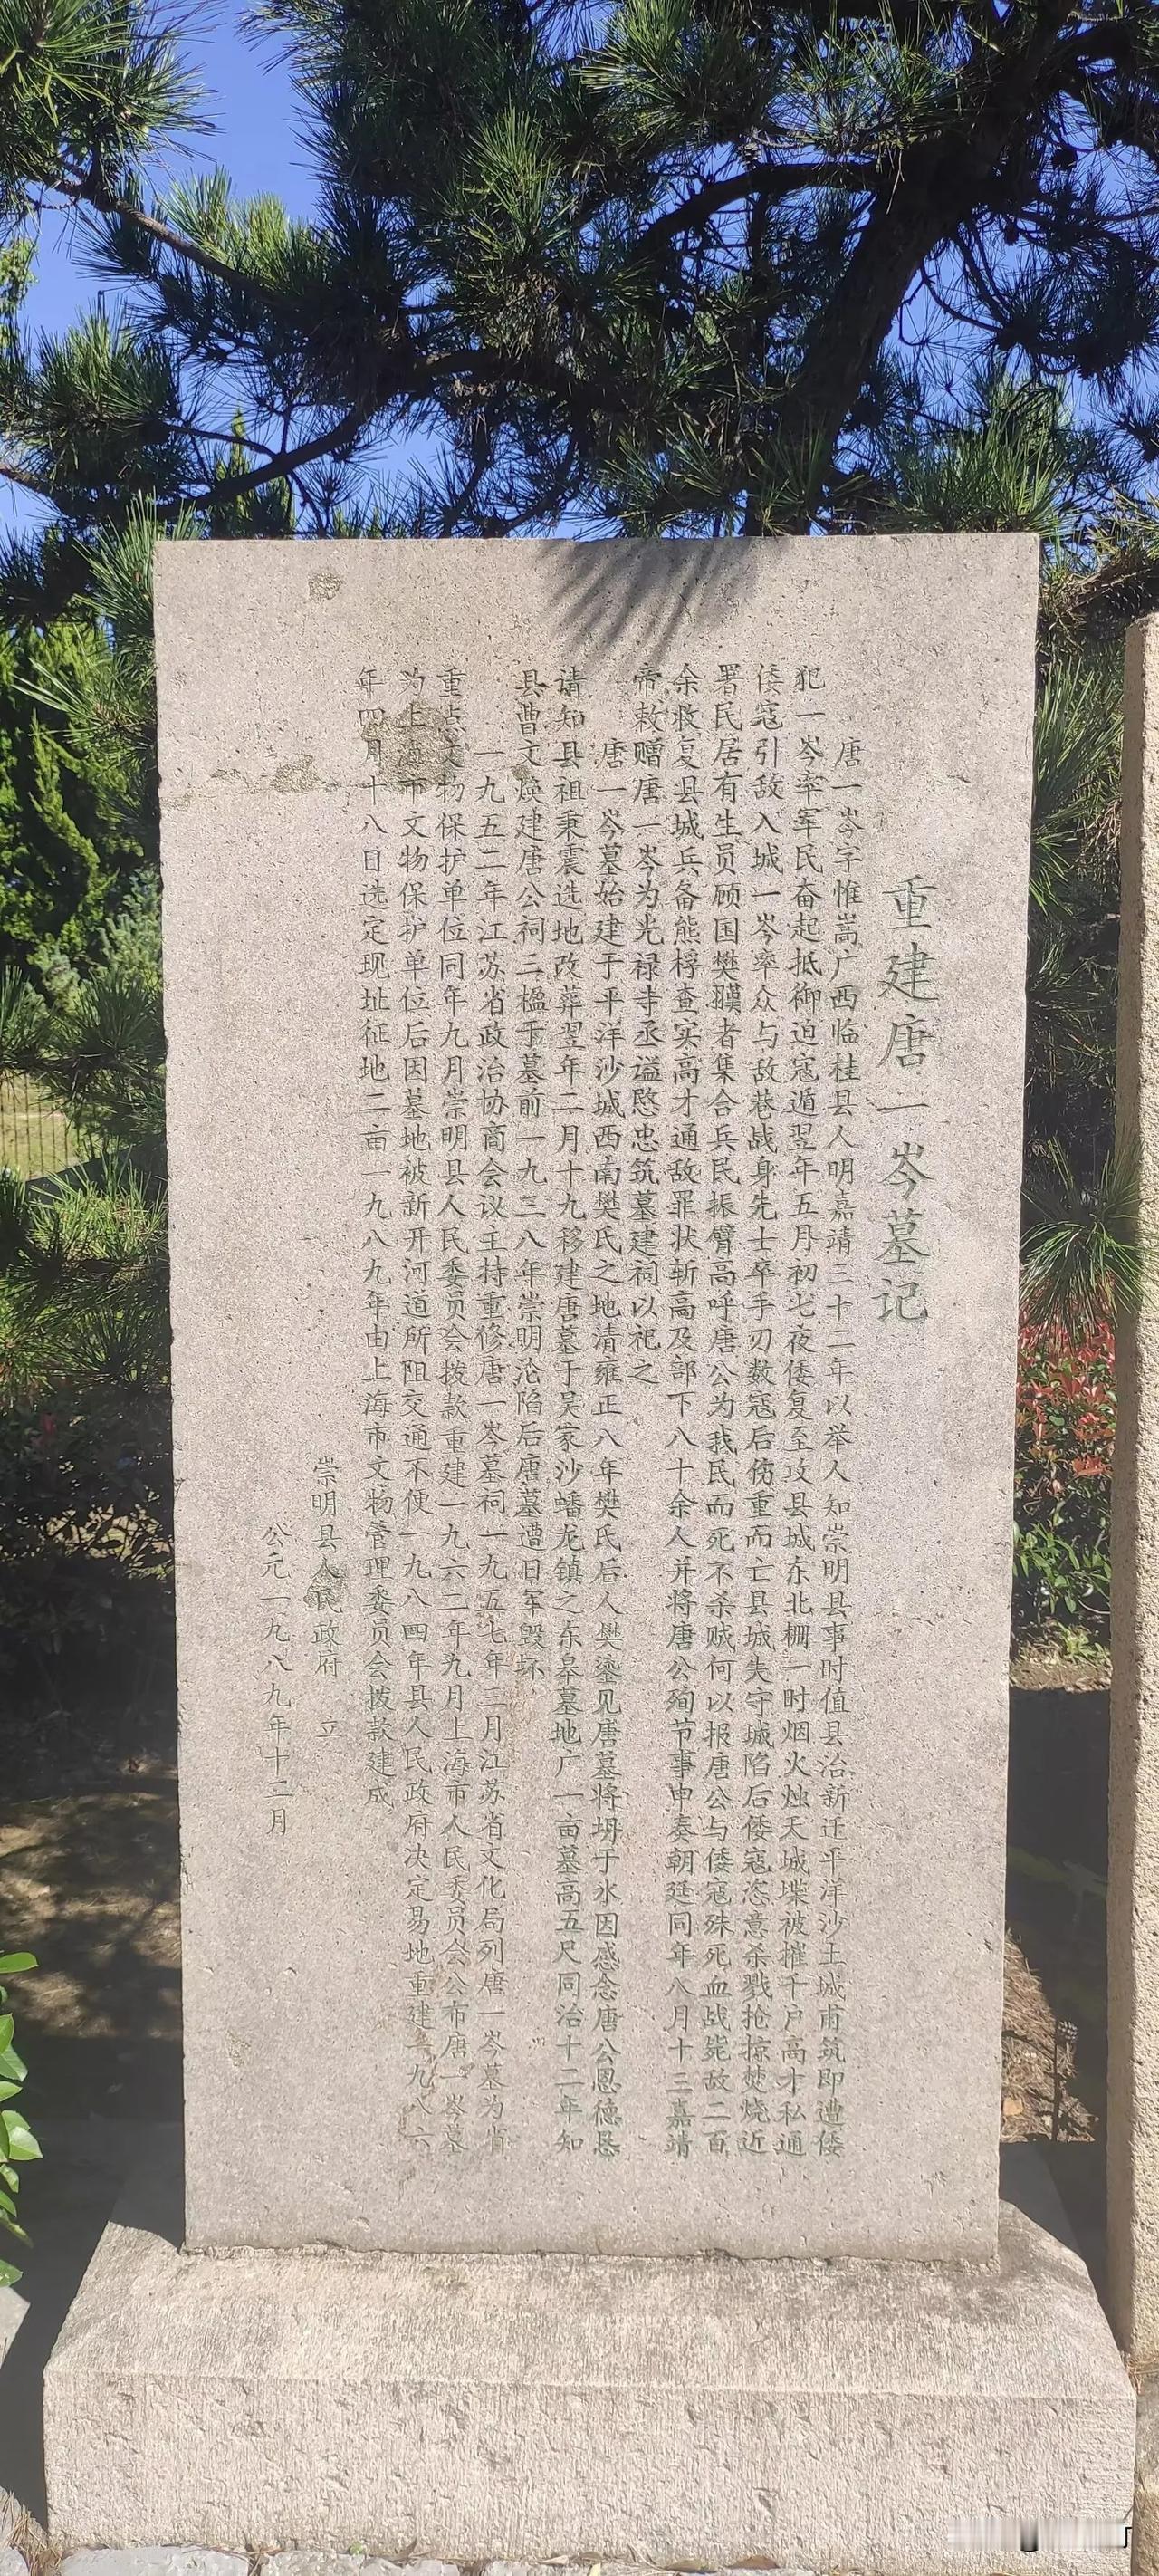 重建唐一岑墓记
唐一岑字惟嵩广西临桂县人明嘉靖三十二年以举人知崇明县事时值县治新迁平洋沙土城甫筑即遭倭
犯一岑率军民奋起抵御迫寇遁翌年五月初七夜倭复至攻县城东北栅一时烟火烛天城堞被摧千户高才私通
倭寇引敌入城一岑率众与敌巷战身先士卒手刃数寇后伤重而亡县城失守城陷后倭寇恣意杀戮抢掠焚烧近
署民居有生员顾国樊䎱者集合兵民振臂高呼唐公为我民而死不杀贼何以报唐公与倭寇殊死血战毙敌二百
余收复县城兵备熊桴查实高才通敌罪状斩高及部下八十余人并将唐公殉节事申奏朝廷同年八月十三嘉靖
帝敕赠唐一岑为光禄寺丞谥愍忠筑墓建祠以祀之
唐一岑墓始建于平洋沙城西南樊氏之地清雍正八年樊氏后人樊鎏见唐墓将坍于水因感念唐公恩德恳
请知县祖秉震选地改葬翌年二月十九移建唐墓于吴家沙蟠龙镇之东皋墓地广一亩墓高五尺同治十二年知
县曹文焕建唐公祠三楹于墓前一九三八年崇明沦陷后唐墓遭日军毁坏
一九五二年江苏省政治协商会议主持重修唐一岑墓祠一九五七年三月江苏省文化局列唐一岑墓为省
重点文物保护单位同年九月崇明县人民委员会拨款重建一九六二年九月上海市人民委员会公布唐一岑墓
为上海市文物保护单位后因墓地被新开河道所阻交通不便一九八四年县人民政府决定易地重建一九八六
年四月十八日选定现址征地二亩一九八九年由上海市文物管理委员会拨款建成
崇明县人民政府 立
公元一九八九年十二月